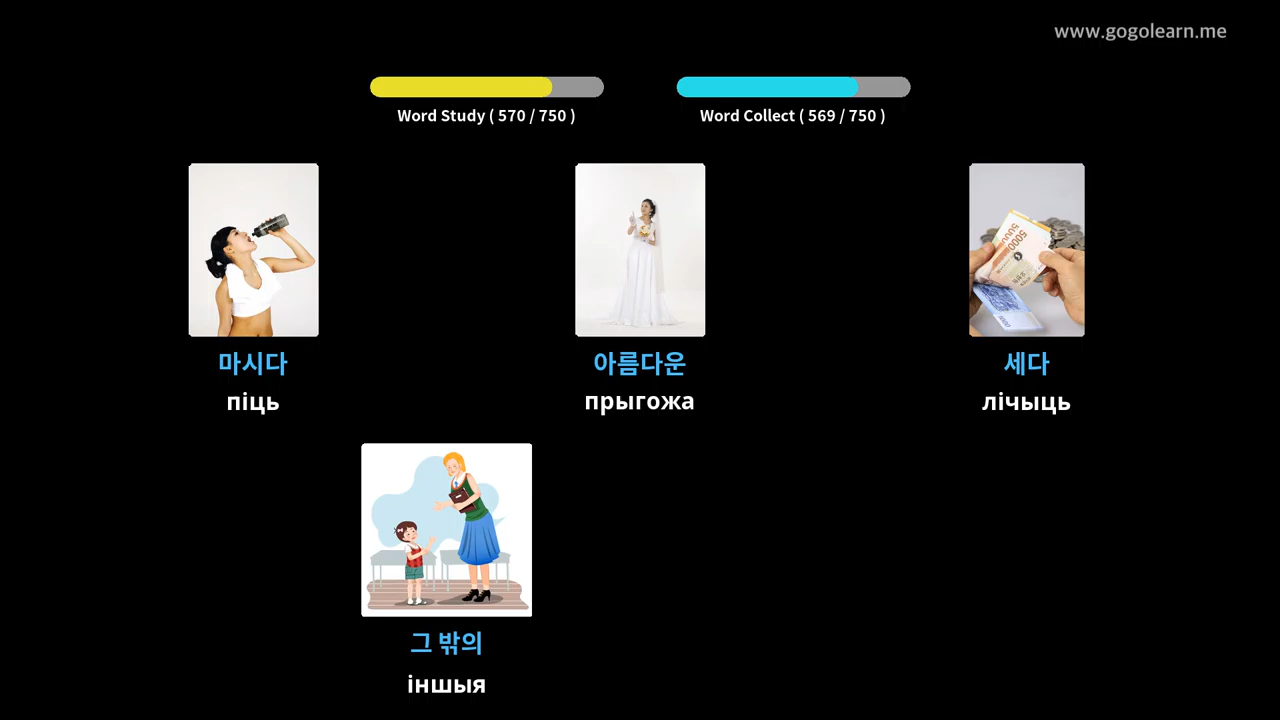 www.gogolearn.me
Word Study ( 570 / 750 )
Word Collect ( 569 / 750 )
마시다
піць
아름다운
прыгожа
세다
лічыць
그 밖의
іншыя